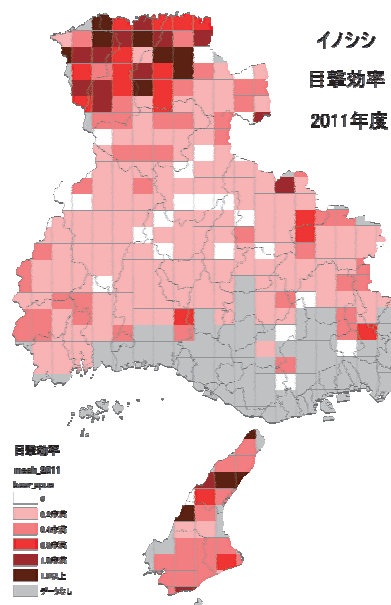 イノシシ
目撃効率
2011年度
目撃効率
mesh_2011
boar_spue
0
0.2未満
0.4未満
0.8未満
1.0未満
1.0以上
データなし